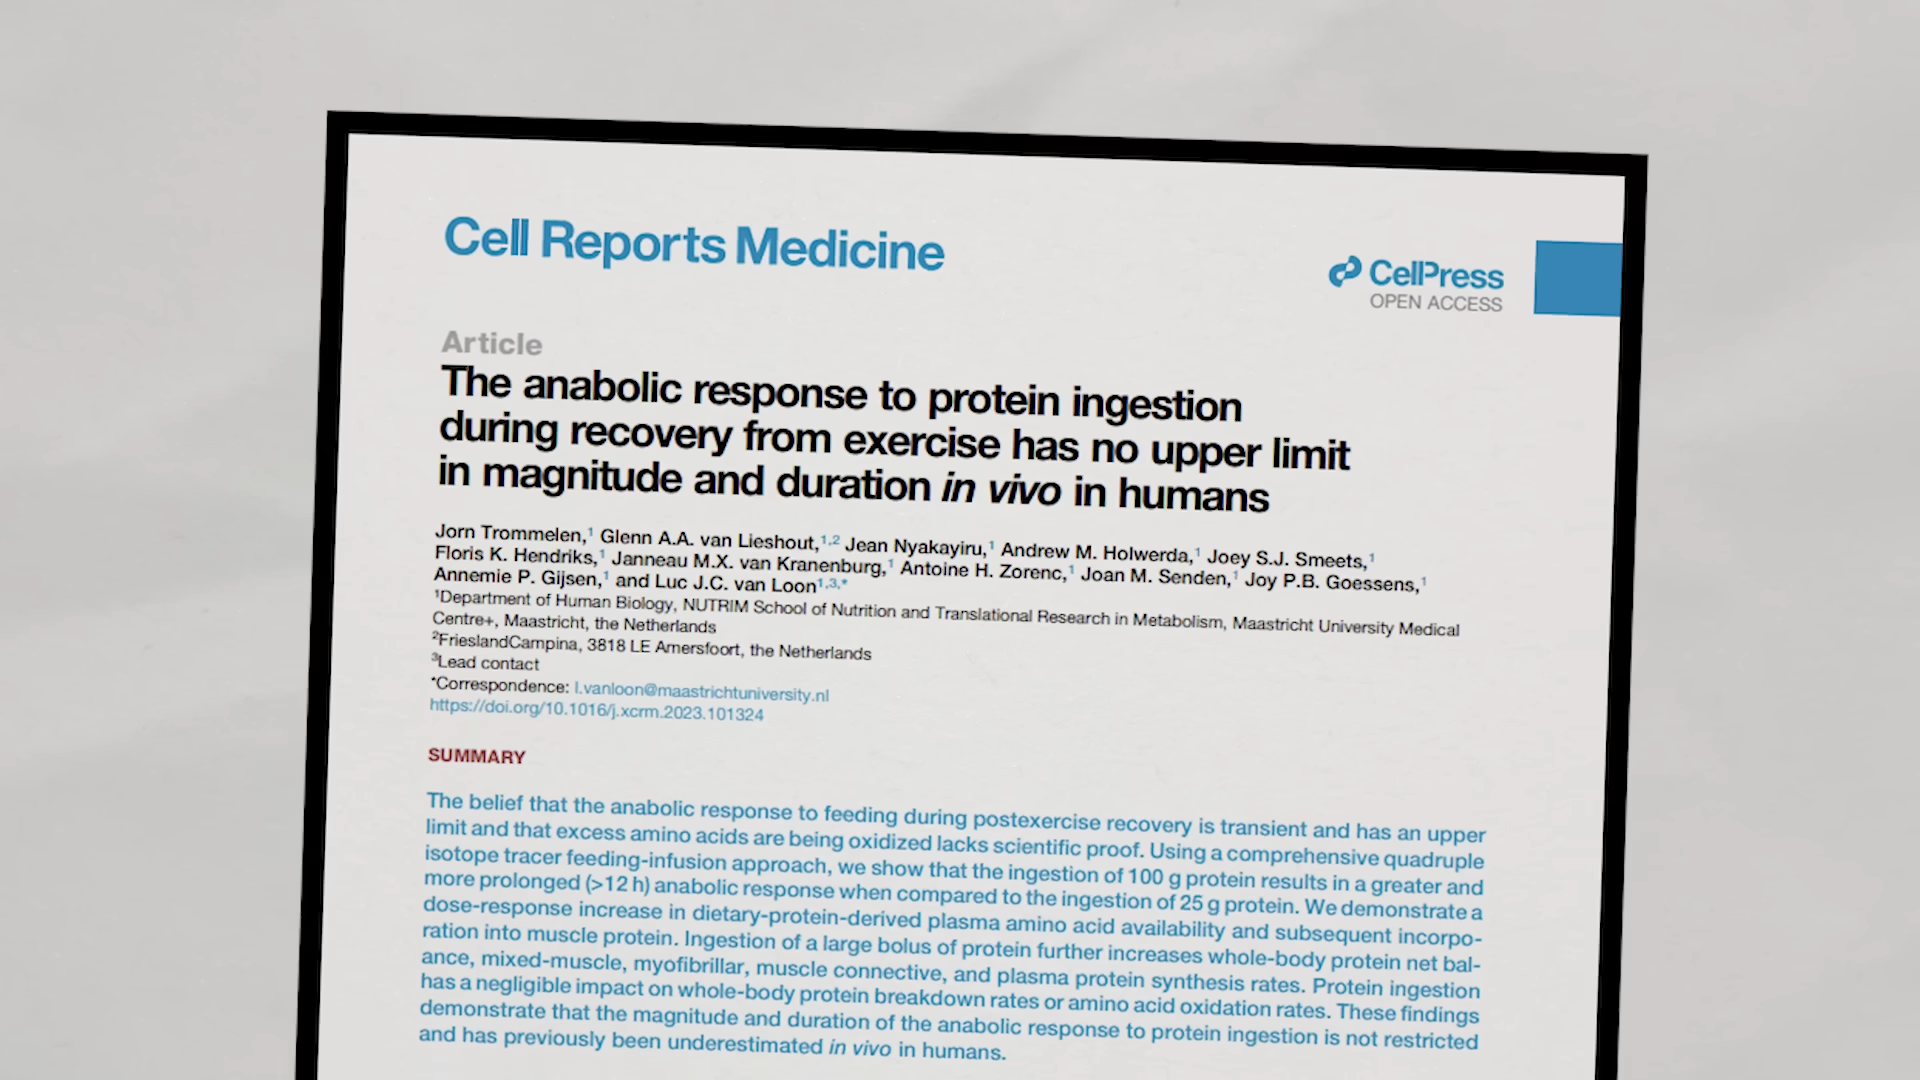 Cell Reports Medicine
CellPress
OPEN ACCESS
Article
The anabolic response to protein ingestion
during recovery from exercise has no upper limit
in magnitude and duration in vivo in humans
Jorn Trommelen,1 Glenn A.A. van Lieshout,1,2 Jean Nyakayiru,1 Andrew M. Holwerda,1 Joey S.J. Smeets,1
Floris K. Hendriks,1 Janneau M.X. van Kranenburg,1 Antoine H. Zorenc,1 Joan M. Senden,1 Joy P.B. Goessens,1
Annemie P. Gijsen,1 and Luc J.C. van Loon1,3,*
1Department of Human Biology, NUTRIM School of Nutrition and Translational Research in Metabolism, Maastricht University Medical
Centre+, Maastricht, the Netherlands
2FrieslandCampina, 3818 LE Amersfoort, the Netherlands
3Lead contact
*Correspondence: l.vanloon@maastrichtuniversity.nl
https://doi.org/10.1016/j.xcrm.2023.101324
SUMMARY
The belief that the anabolic response to feeding during postexercise recovery is transient and has an upper
limit and that excess amino acids are being oxidized lacks scientific proof. Using a comprehensive quadruple
isotope tracer feeding-infusion approach, we show that the ingestion of 100 g protein results in a greater and
more prolonged (>12 h) anabolic response when compared to the ingestion of 25 g protein. We demonstrate a
dose-response increase in dietary-protein-derived plasma amino acid availability and subsequent incorpo-
ration into muscle protein. Ingestion of a large bolus of protein further increases whole-body protein net bal-
ance, mixed-muscle, myofibrillar, muscle connective, and plasma protein synthesis rates. Protein ingestion
has a negligible impact on whole-body protein breakdown rates or amino acid oxidation rates. These findings
demonstrate that the magnitude and duration of the anabolic response to protein ingestion is not restricted
and has previously been underestimated in vivo in humans.